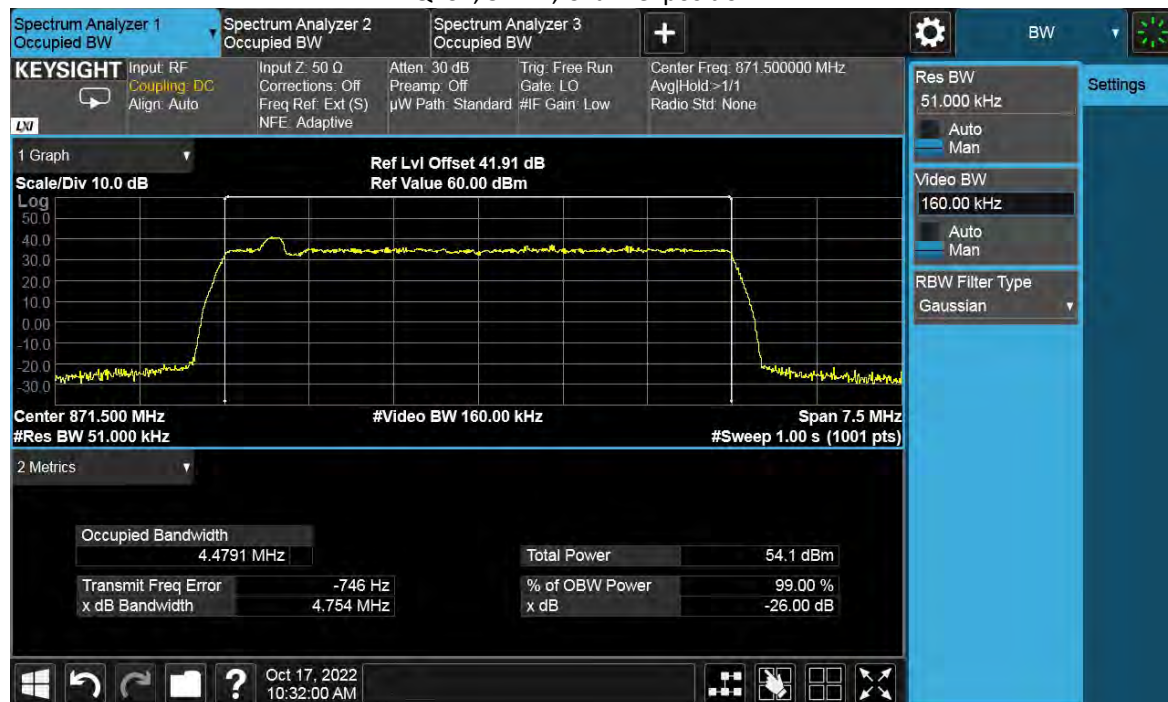 Spectrum Analyzer 1
Occupied BW
Spectrum Analyzer 2
Occupied BW
Spectrum Analyzer 3
Occupied BW
BW
KEYSIGHT
LXI
Input: RF
Coupling: DC
Align: Auto
Input Z: 50 Ω
Corrections: Off
Freq Ref: Ext (S)
NFE: Adaptive
Atten: 30 dB
Preamp: Off
µW Path: Standard
Trig: Free Run
Gate: LO
#IF Gain: Low
Center Freq: 871.500000 MHz
Avg|Hold:>1/1
Radio Std: None
1 Graph
Scale/Div 10.0 dB
Ref Lvl Offset 41.91 dB
Ref Value 60.00 dBm
Log
50.0
40.0
30.0
20.0
10.0
0.00
-10.0
-20.0
-30.0
Center 871.500 MHz
#Res BW 51.000 kHz
#Video BW 160.00 kHz
Span 7.5 MHz
#Sweep 1.00 s (1001 pts)
2 Metrics
Occupied Bandwidth
4.4791 MHz
Transmit Freq Error -746 Hz
x dB Bandwidth 4.754 MHz
Total Power 54.1 dBm
% of OBW Power 99.00 %
x dB -26.00 dB
Res BW
51.000 kHz
Auto
Man
Video BW
160.00 kHz
Auto
Man
RBW Filter Type
Gaussian
Settings
?
Oct 17, 2022
10:32:00 AM